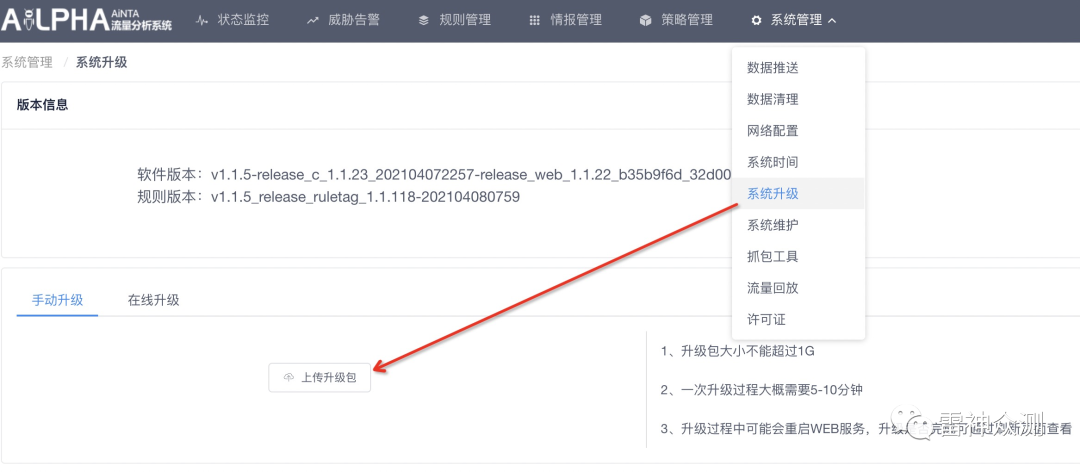 AiLPHA AiNTA 流量分析系统 状态监控 威胁告警 规则管理 情报管理 策略管理 系统管理
系统管理 / 系统升级
版本信息
软件版本：v1.1.5-release_c_1.1.23_202104072257-release_web_1.1.22_b35b9f6d_32d00
规则版本：v1.1.5_release_ruletag_1.1.118-202104080759
数据推送
数据清理
网络配置
系统时间
系统升级
系统维护
抓包工具
流量回放
许可证
手动升级 在线升级
上传升级包
1、升级包大小不能超过1G
2、一次升级过程大概需要5-10分钟
3、升级过程中可能会重启WEB服务，升级 查看
雷神众测